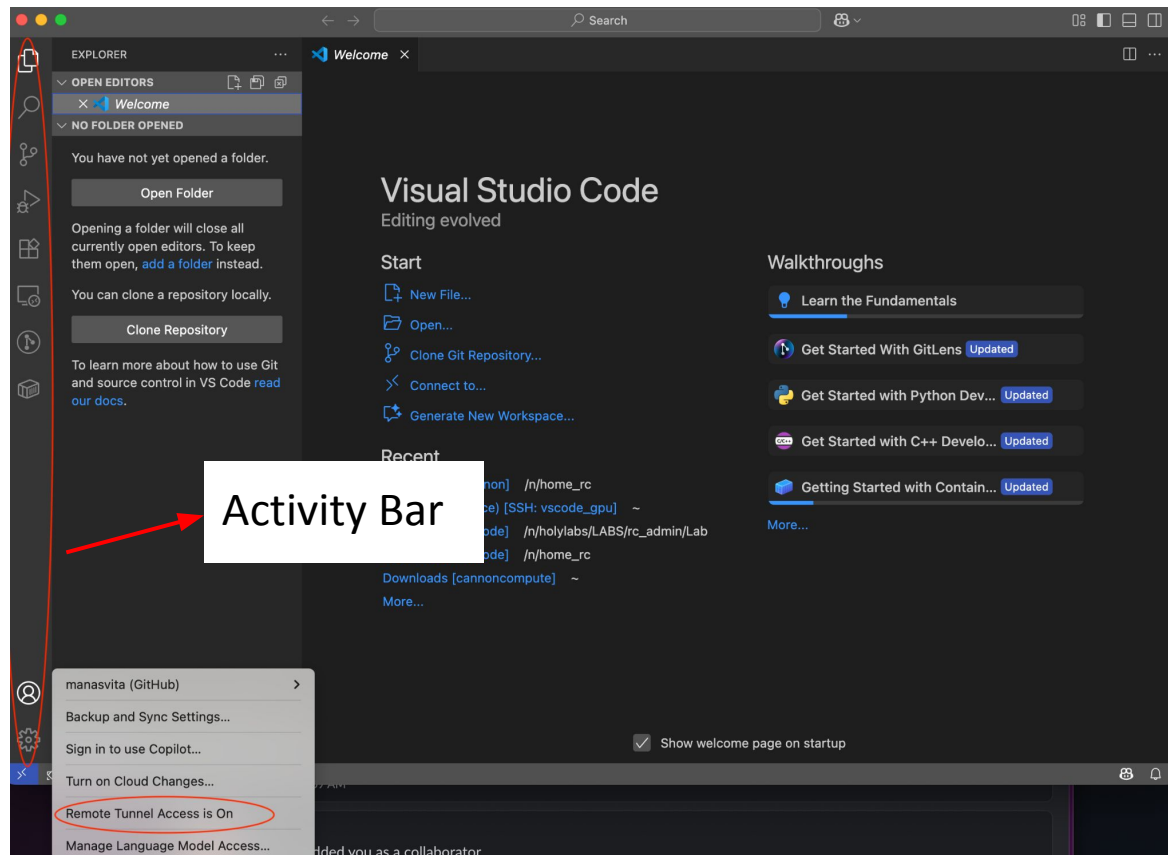 Search
EXPLORER
Welcome
OPEN EDITORS
Welcome
NO FOLDER OPENED
You have not yet opened a folder.
Open Folder
Opening a folder will close all
currently open editors. To keep
them open, add a folder instead.
You can clone a repository locally.
Clone Repository
To learn more about how to use Git
and source control in VS Code read
our docs.
Visual Studio Code
Editing evolved
Start
New File...
Open...
Clone Git Repository...
Connect to...
Generate New Workspace...
Recent
/n/home_rc
[SSH: vscode_gpu] ~
/n/holylabs/LABS/rc_admin/Lab
/n/home_rc
Downloads [cannoncompute] ~
More...
Walkthroughs
Learn the Fundamentals
Get Started With GitLens Updated
Get Started with Python Dev... Updated
Get Started with C++ Develo... Updated
Getting Started with Contain... Updated
More...
Activity Bar
manasvita (GitHub)
Backup and Sync Settings...
Sign in to use Copilot...
Turn on Cloud Changes...
Remote Tunnel Access is On
Manage Language Model Access...
Show welcome page on startup
AM
you as a collaborator